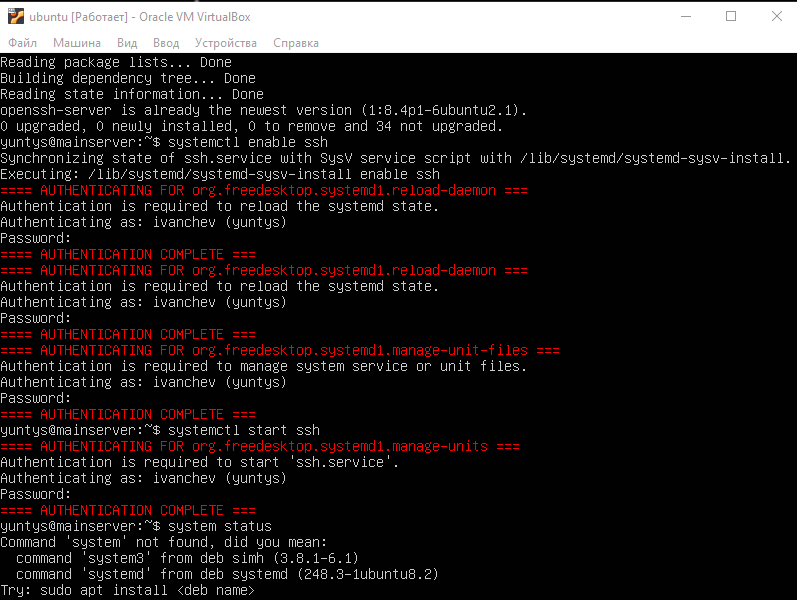 ubuntu [Работает] - Oracle VM VirtualBox
Файл Машина Вид Ввод Устройства Справка
Reading package lists... Done
Building dependency tree... Done
Reading state information... Done
openssh-server is already the newest version (1:8.4p1-6ubuntu2.1).
0 upgraded, 0 newly installed, 0 to remove and 34 not upgraded.
yuntys@mainserver:~$ systemctl enable ssh
Synchronizing state of ssh.service with SysV service script with /lib/systemd/systemd-sysv-install.
Executing: /lib/systemd/systemd-sysv-install enable ssh
==== AUTHENTICATING FOR org.freedesktop.systemd1.reload-daemon ===
Authentication is required to reload the systemd state.
Authenticating as: ivanchev (yuntys)
Password:
==== AUTHENTICATION COMPLETE ===
==== AUTHENTICATING FOR org.freedesktop.systemd1.reload-daemon ===
Authentication is required to reload the systemd state.
Authenticating as: ivanchev (yuntys)
Password:
==== AUTHENTICATION COMPLETE ===
==== AUTHENTICATING FOR org.freedesktop.systemd1.manage-unit-files ===
Authentication is required to manage system service or unit files.
Authenticating as: ivanchev (yuntys)
Password:
==== AUTHENTICATION COMPLETE ===
yuntys@mainserver:~$ systemctl start ssh
==== AUTHENTICATING FOR org.freedesktop.systemd1.manage-units ===
Authentication is required to start 'ssh.service'.
Authenticating as: ivanchev (yuntys)
Password:
==== AUTHENTICATION COMPLETE ===
yuntys@mainserver:~$ system status
Command 'system' not found, did you mean:
  command 'system3' from deb simh (3.8.1-6.1)
  command 'systemd' from deb systemd (248.3-1ubuntu8.2)
Try: sudo apt install <deb name>